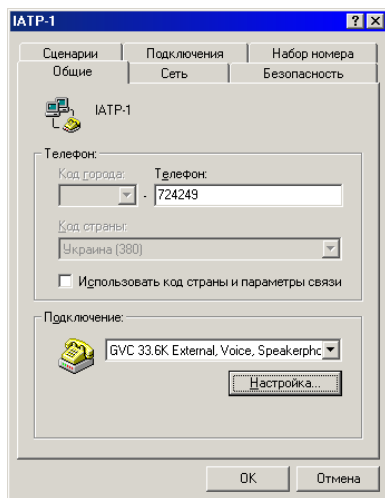 IATP-1
Сценарии Подключения Набор номера
Общие Сеть Безопасность
IATP-1
Телефон:
Код города: Телефон:
- 724249
Код страны:
Украина (380)
Использовать код страны и параметры связи
Подключение:
GVC 33.6K External, Voice, Speakerphc
Настройка...
OK Отмена